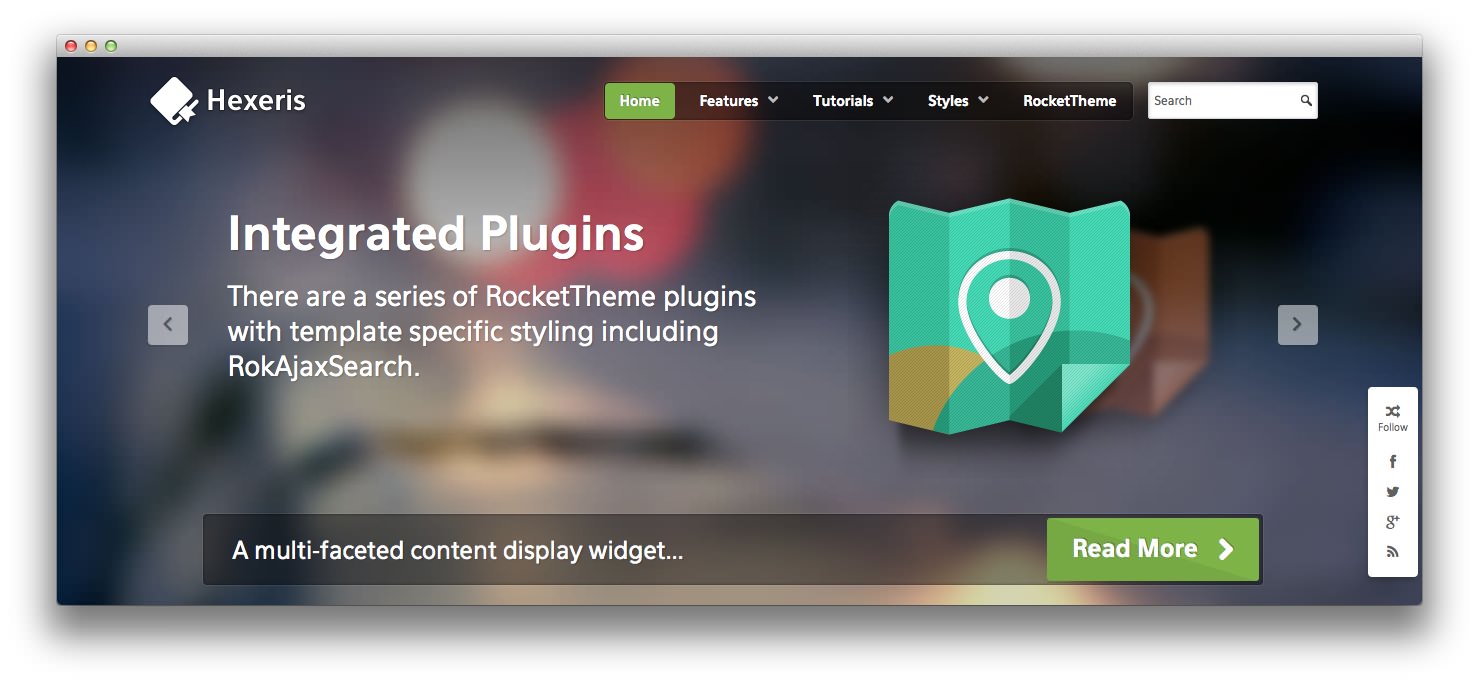 Hexeris
Home Features Tutorials Styles RocketTheme Search
Integrated Plugins
There are a series of RocketTheme plugins
with template specific styling including
RokAjaxSearch.
Follow
g+
A multi-faceted content display widget...
Read More